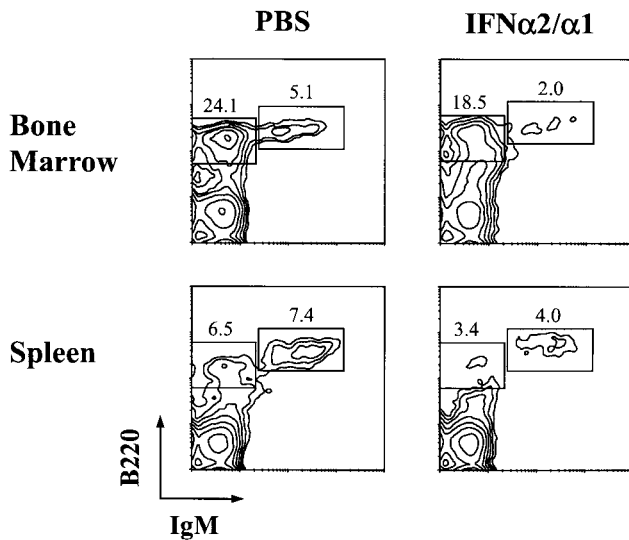 PBS
IFNα2/α1
Bone
Marrow
24.1
5.1
18.5
2.0
Spleen
6.5
7.4
3.4
4.0
B220
IgM